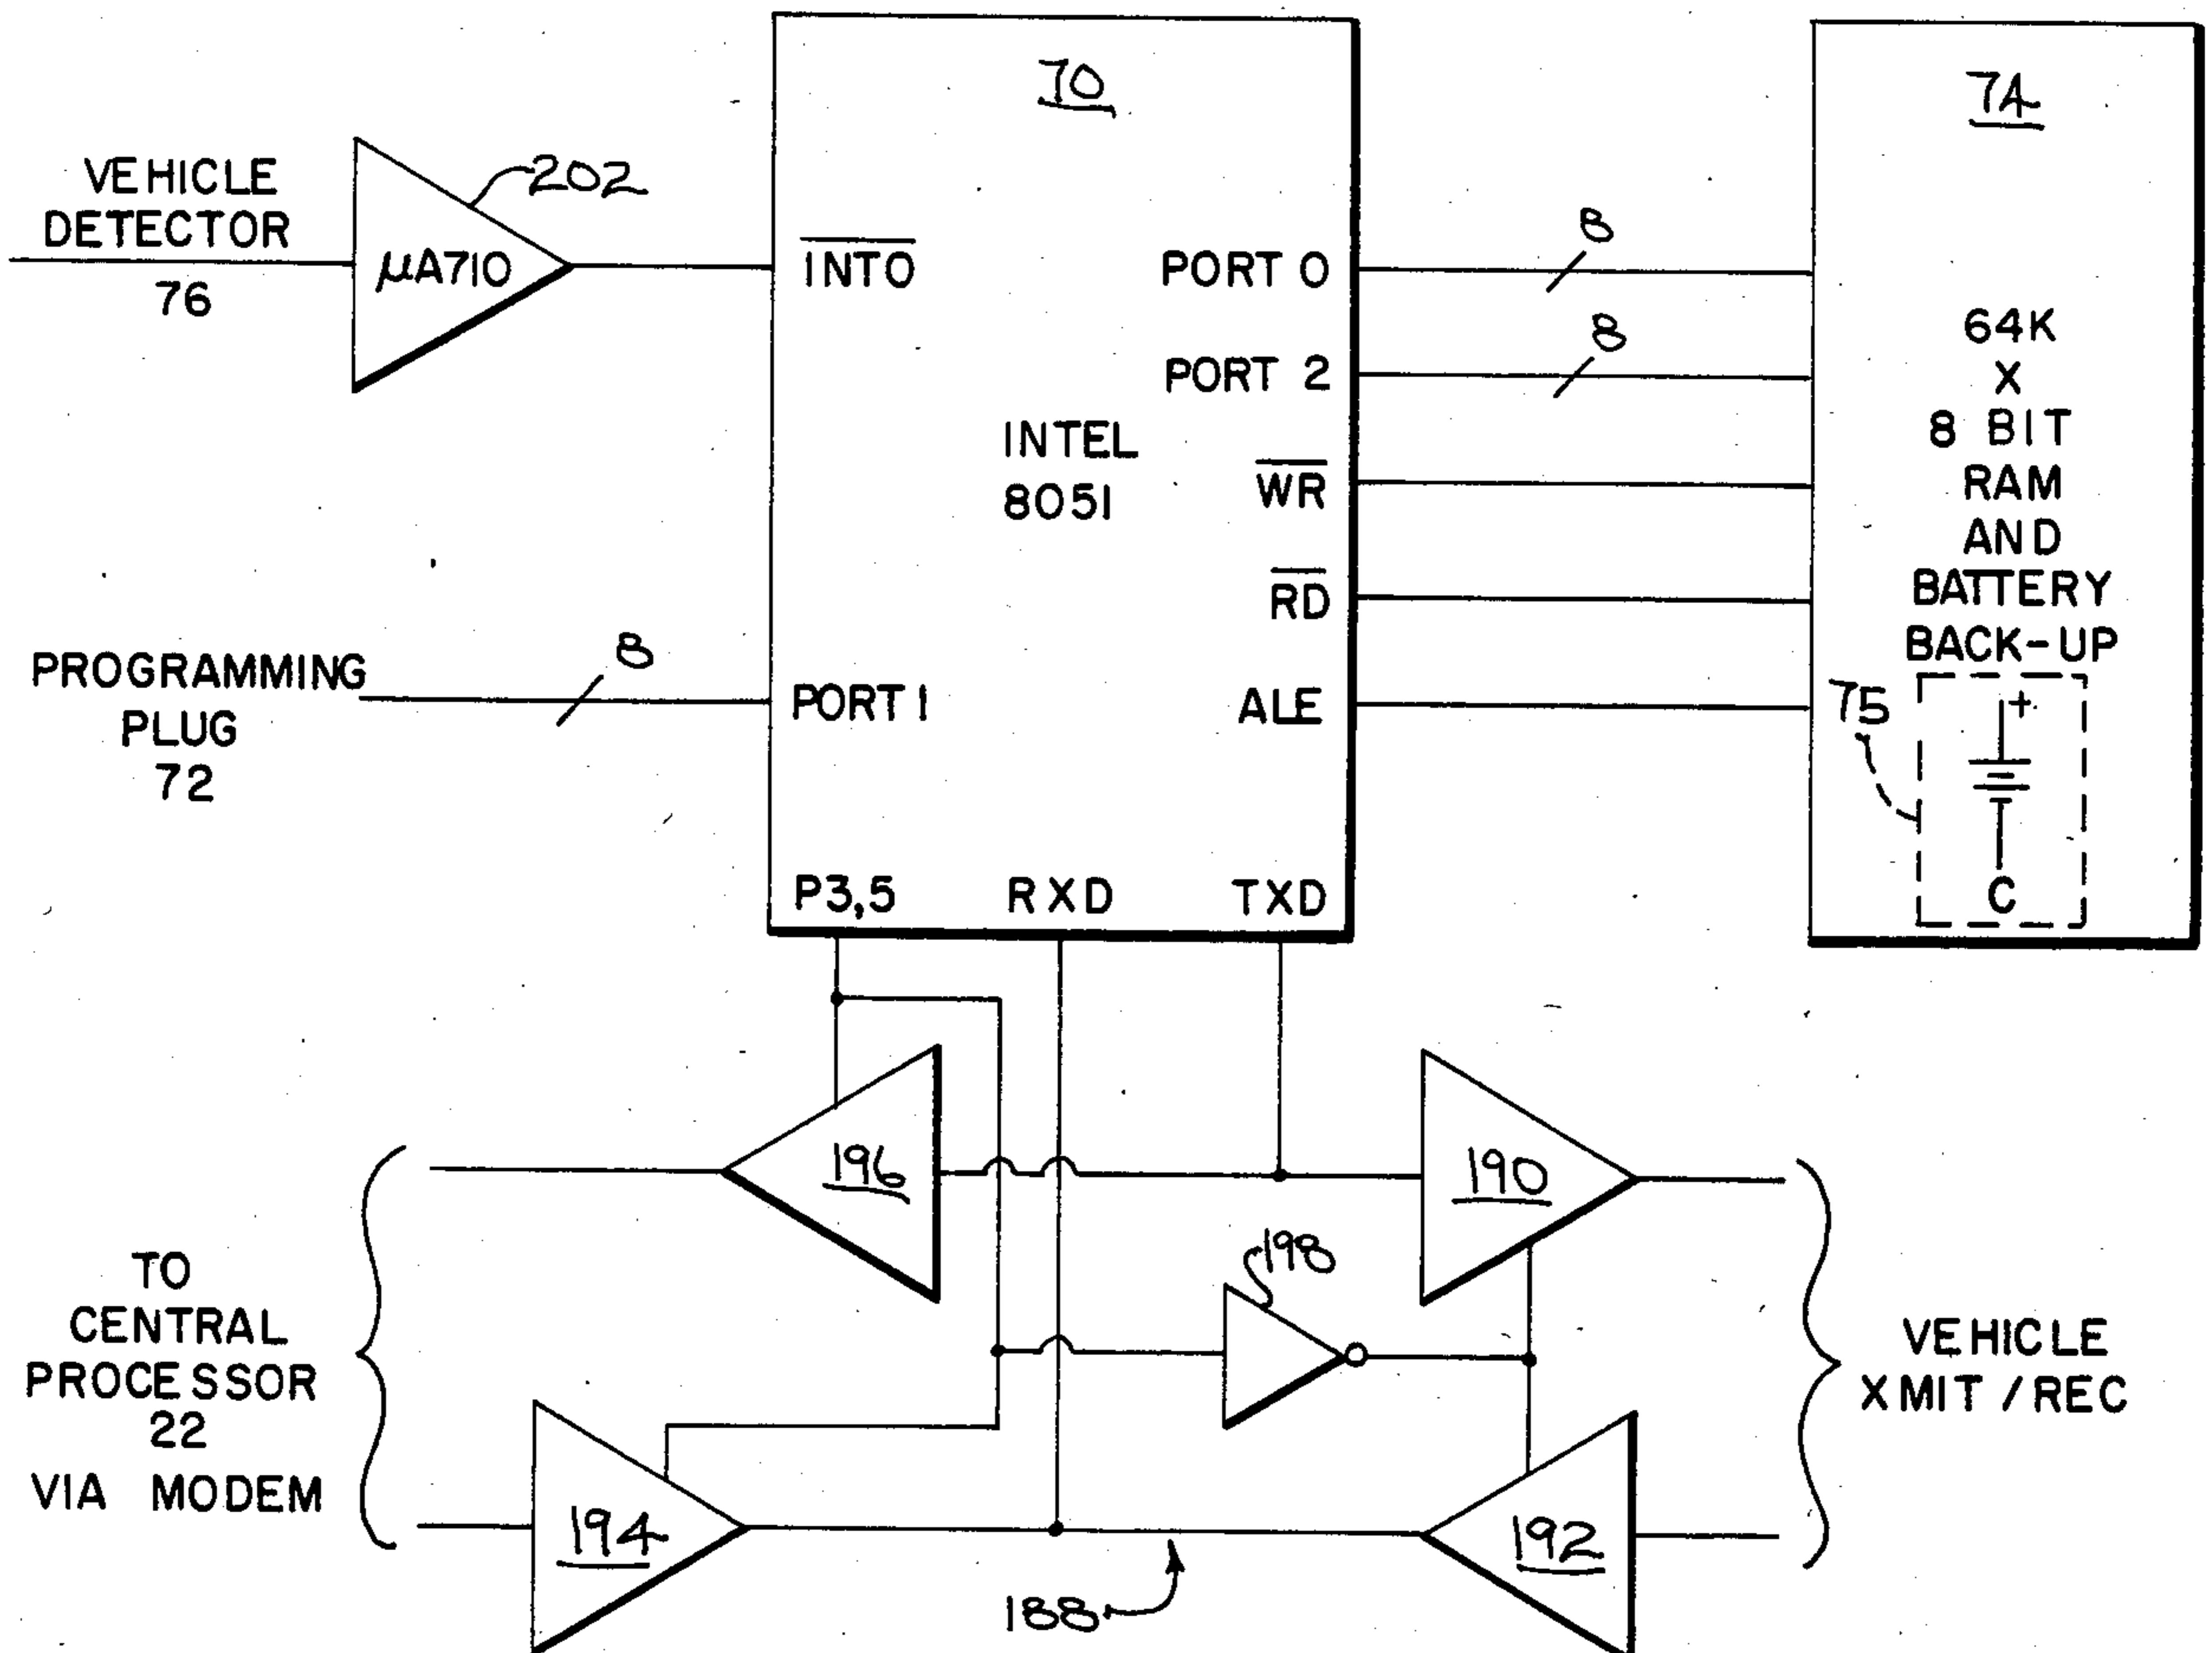 VEHICLE
DETECTOR
76
μA710
202
70
INTEL
8051
INTO
PORT 1
PORT 0
PORT 2
WR
RD
ALE
P3,5 RXD TXD
8
8
8
PROGRAMMING
PLUG
72
74
64K
X
8 BIT
RAM
AND
BATTERY
BACK-UP
75
+
C
196
190
198
194
192
188
TO
CENTRAL
PROCESSOR
22
VIA MODEM
VEHICLE
XMIT/REC